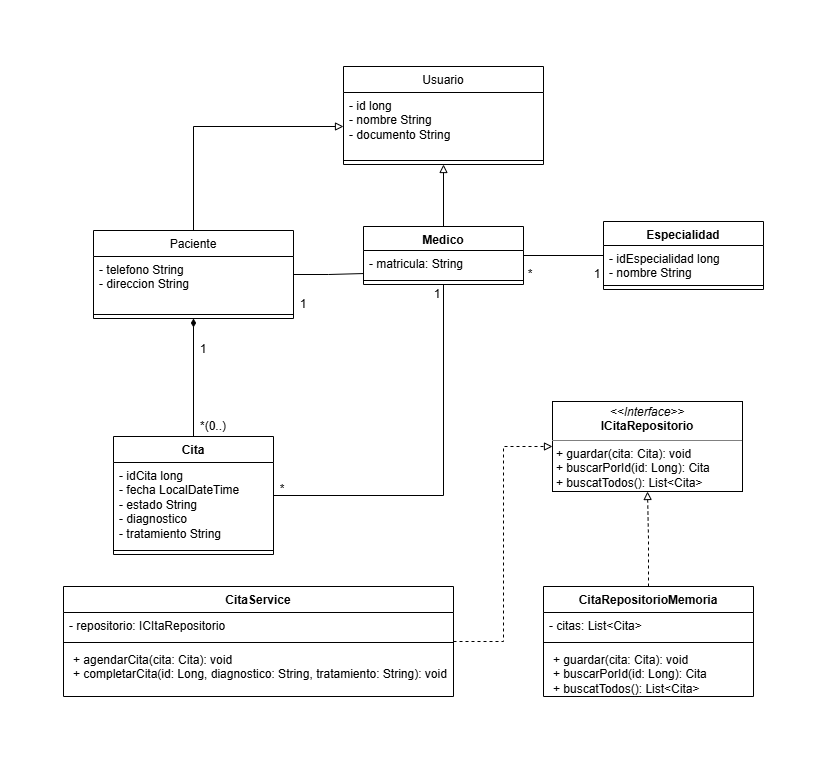 Usuario
- id long
- nombre String
- documento String
Paciente
- telefono String
- direccion String
Medico
- matricula: String
Especialidad
- idEspecialidad long
- nombre String
*
1
1
1
1
*(0..)
Cita
- idCita long
- fecha LocalDateTime
- estado String
- diagnostico
- tratamiento String
*
<<Interface>>
ICitaRepositorio
+ guardar(cita: Cita): void
+ buscarPorId(id: Long): Cita
+ buscatTodos(): List<Cita>
CitaService
- repositorio: ICItaRepositorio
+ agendarCita(cita: Cita): void
+ completarCita(id: Long, diagnostico: String, tratamiento: String): void
CitaRepositorioMemoria
- citas: List<Cita>
+ guardar(cita: Cita): void
+ buscarPorId(id: Long): Cita
+ buscatTodos(): List<Cita>